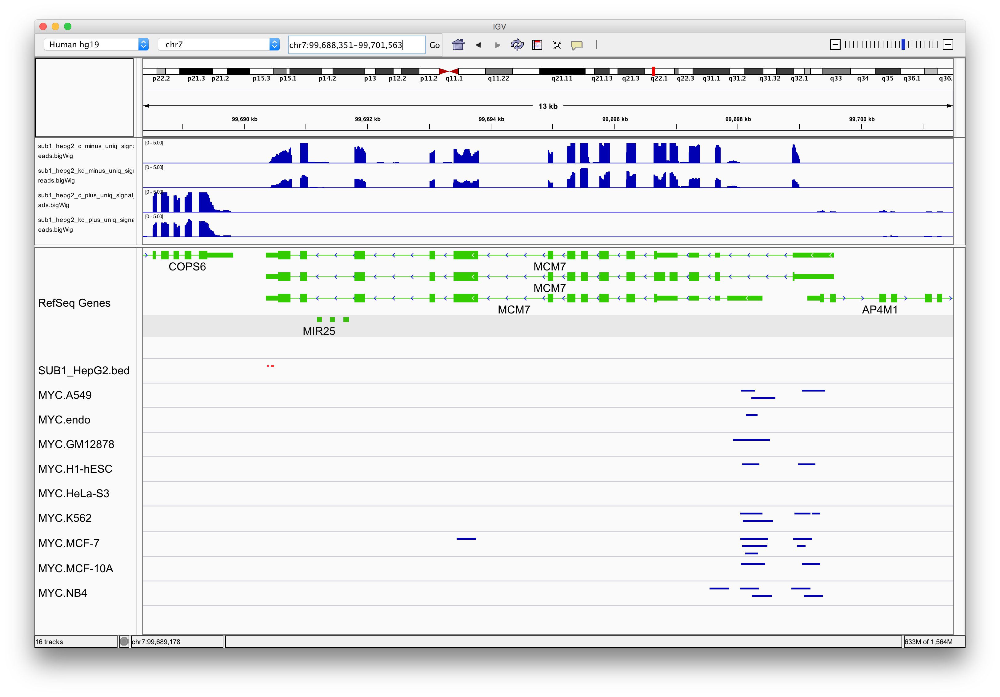 IGV
Human hg19 chr7 chr7:99,688,351-99,701,563 Go
p22.2 p21.3 p21.2 p15.3 p15.1 p14.2 p13 p12.2 p11.2 q11.1 q11.22 q21.11 q21.13 q21.3 q22.1 q22.3 q31.1 q31.2 q31.32 q32.1 q33 q34 q35 q36.1 q36.
13 kb
99,690 kb 99,692 kb 99,694 kb 99,696 kb 99,698 kb 99,700 kb
sub1_hepg2_c_minus_uniq_signa
eads.bigWig
[0 - 5.00]
sub1_hepg2_kd_minus_uniq_sig
reads.bigWig
[0 - 5.00]
sub1_hepg2_c_plus_uniq_signal_
ads.bigWig
[0 - 5.00]
sub1_hepg2_kd_plus_uniq_signa
eads.bigWig
[0 - 5.00]
RefSeq Genes
COPS6 MCM7
MCM7
MCM7 AP4M1
MIR25
SUB1_HepG2.bed
MYC.A549
MYC.endo
MYC.GM12878
MYC.H1-hESC
MYC.HeLa-S3
MYC.K562
MYC.MCF-7
MYC.MCF-10A
MYC.NB4
16 tracks chr7:99,689,178 633M of 1,564M